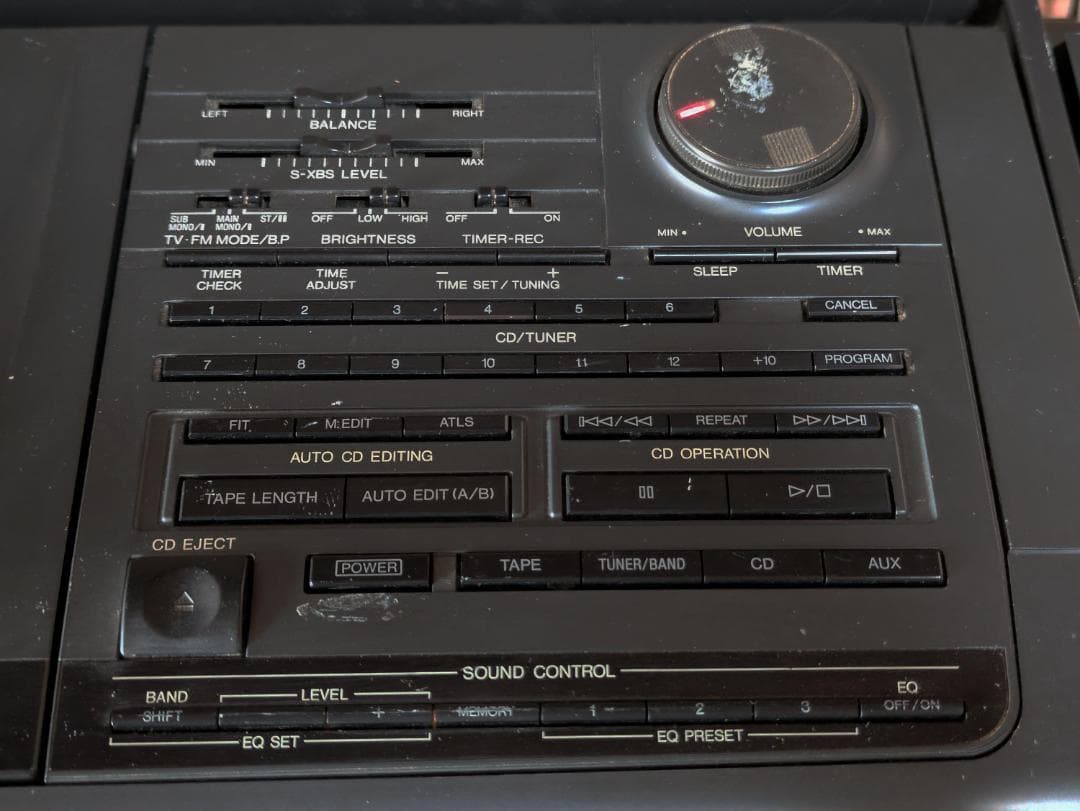 LEFT RIGHT
BALANCE
MIN MAX
S-XBS LEVEL
SUB MONO/I MAIN MONO/I ST/II OFF LOW HIGH OFF ON
TV·FM MODE/B.P BRIGHTNESS TIMER-REC
MIN • VOLUME • MAX
TIMER CHECK TIME ADJUST − TIME SET / TUNING + SLEEP TIMER
1 2 3 4 5 6 CANCEL
CD/TUNER
7 8 9 10 11 12 +10 PROGRAM
FIT M.EDIT ATLS REPEAT
AUTO CD EDITING CD OPERATION
TAPE LENGTH AUTO EDIT (A/B)
CD EJECT
POWER TAPE TUNER/BAND CD AUX
SOUND CONTROL
BAND LEVEL EQ
SHIFT + MEMORY 1 2 3 OFF/ON
EQ SET EQ PRESET